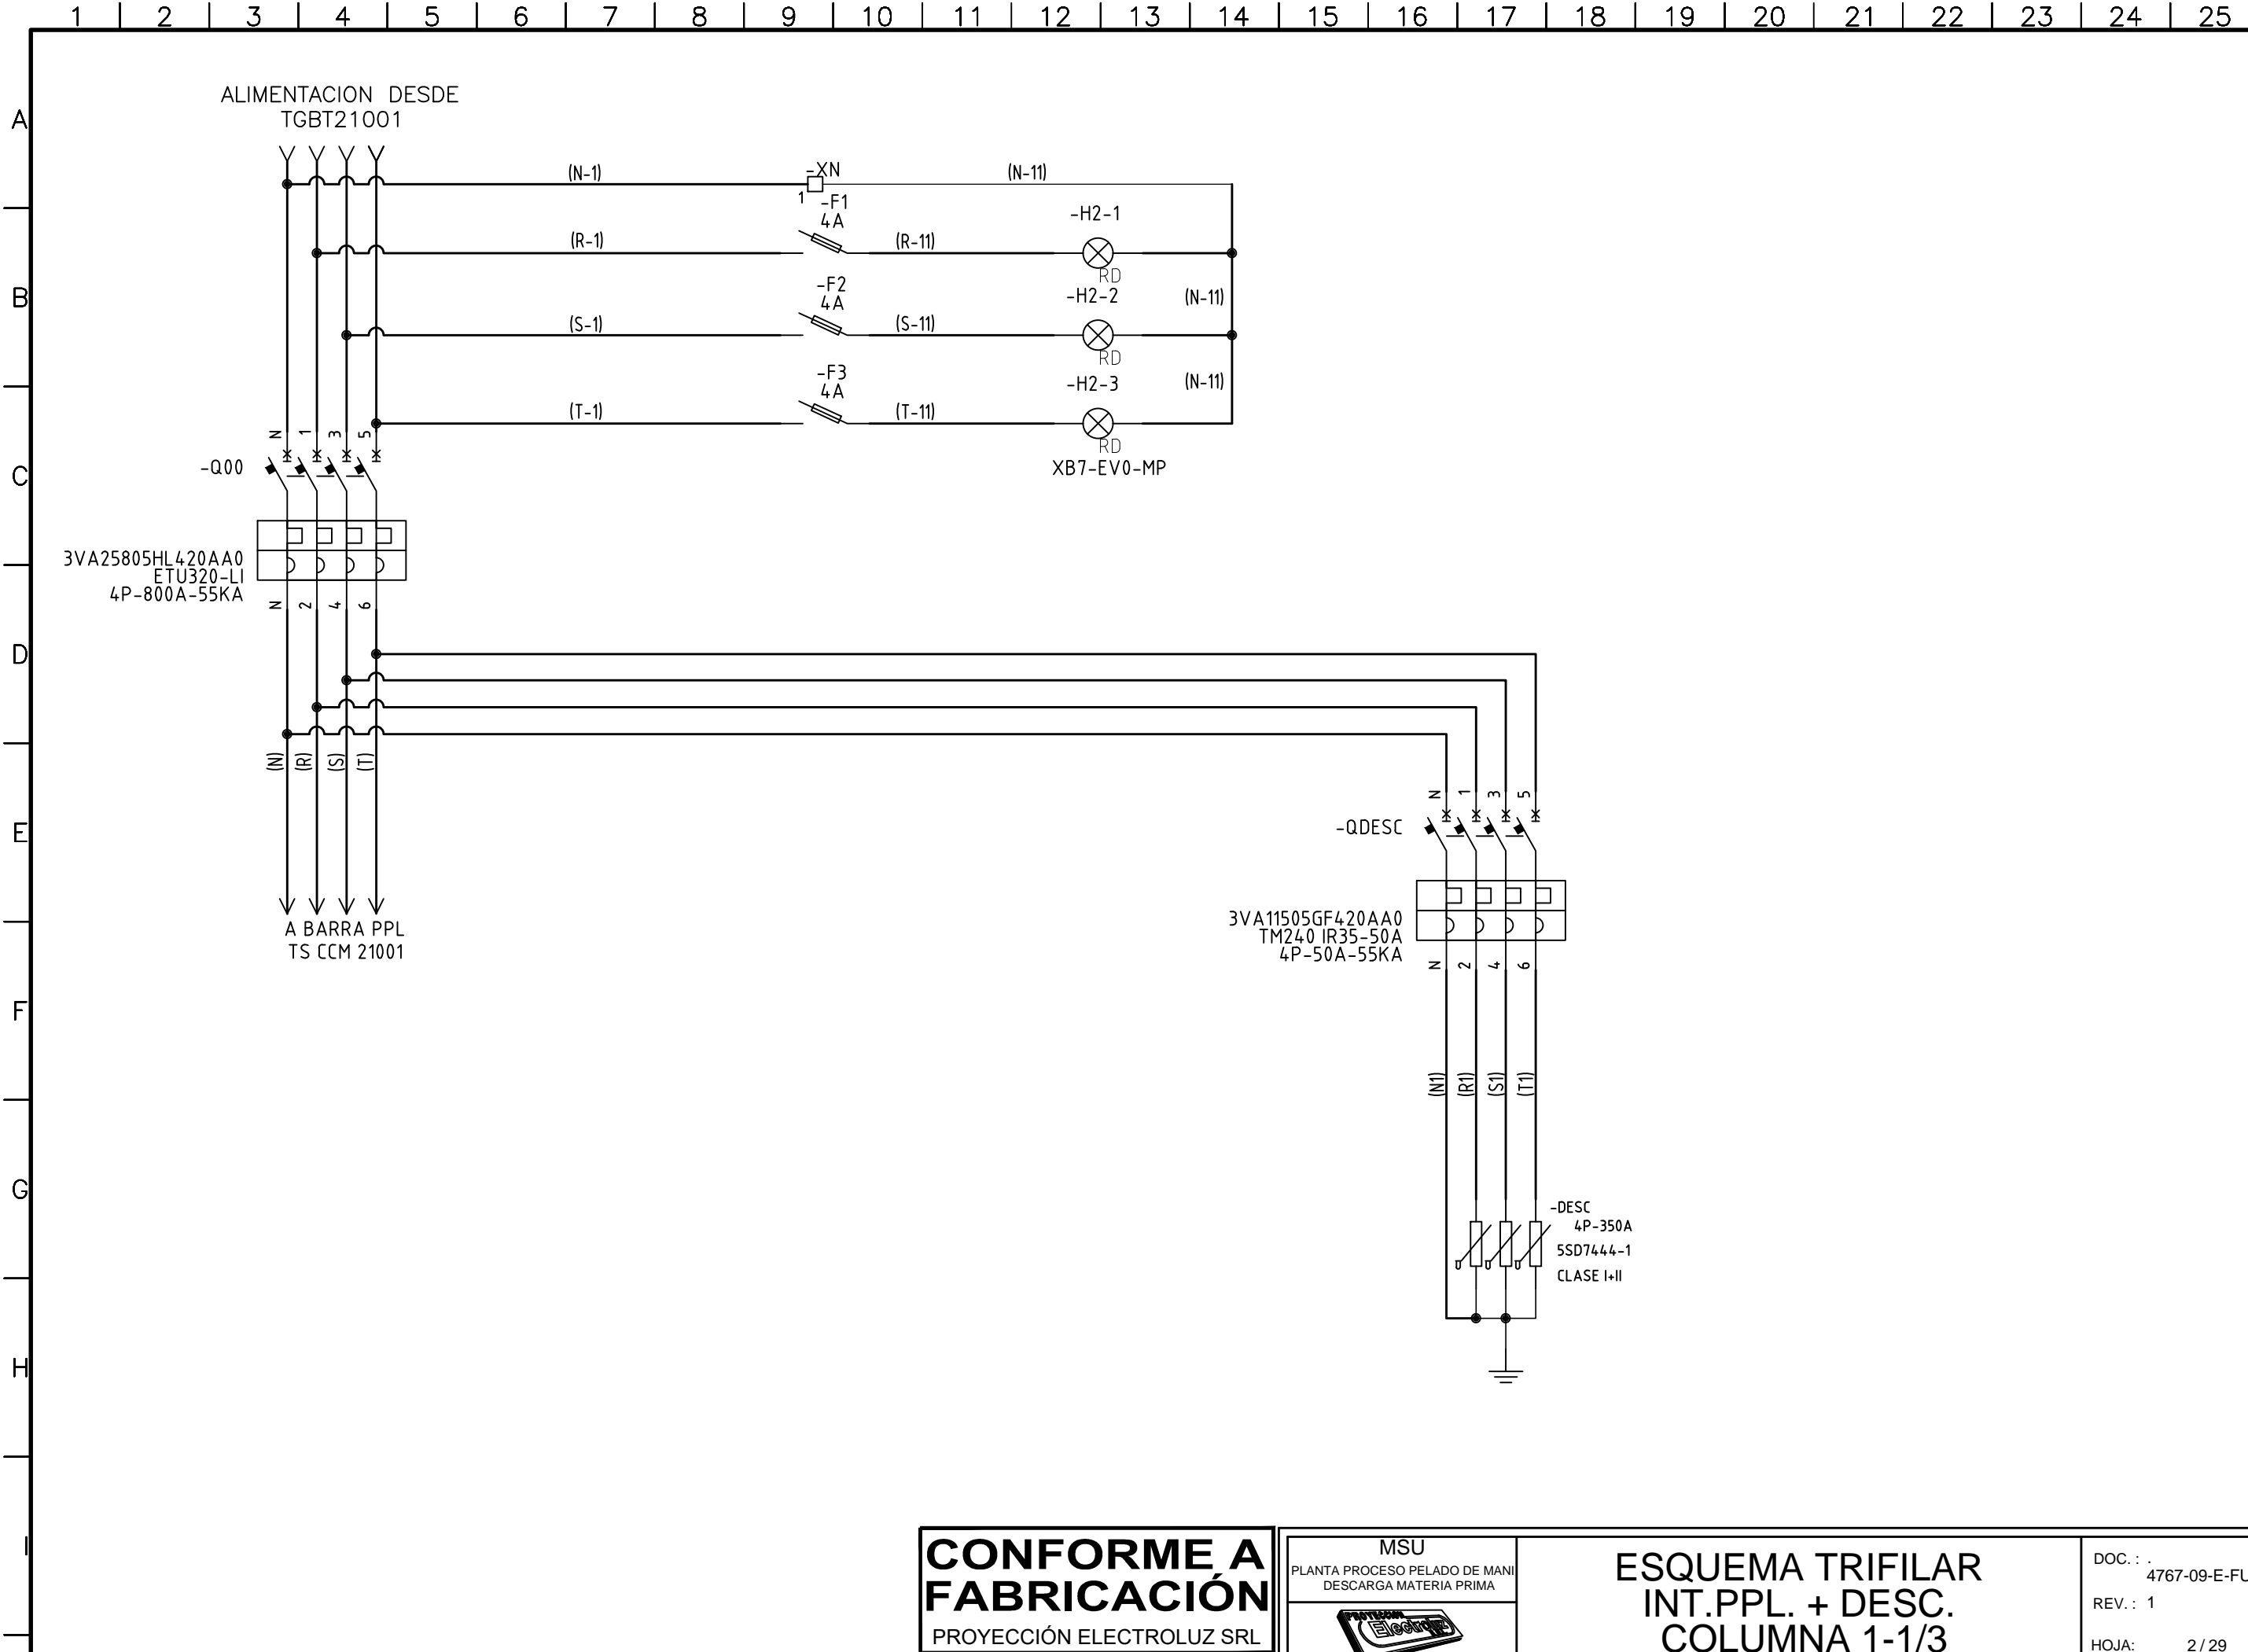 1 2 3 4 5 6 7 8 9 10 11 12 13 14 15 16 17 18 19 20 21 22 23 24 25
A
B
C
D
E
F
G
H
I
ALIMENTACION DESDE
TGBT21001
(N-1)
-XN
1
(N-11)
-F1
4A
-H2-1
(R-1)
(R-11)
RD
-F2
4A
-H2-2
(N-11)
(S-1)
(S-11)
RD
-F3
4A
-H2-3
(N-11)
(T-1)
(T-11)
RD
XB7-EV0-MP
N 1 3 5
-Q00
3VA25805HL420AA0
ETU320-LI
4P-800A-55KA
N 2 4 6
(N) (R) (S) (T)
A BARRA PPL
TS CCM 21001
N 1 3 5
-QDESC
3VA11505GF420AA0
TM240 IR35-50A
4P-50A-55KA
N 2 4 6
(N1) (R1) (S1) (T1)
-DESC
4P-350A
5SD7444-1
CLASE I+II
U U U
CONFORME A
FABRICACIÓN
PROYECCIÓN ELECTROLUZ SRL
MSU
PLANTA PROCESO PELADO DE MANI
DESCARGA MATERIA PRIMA
PROYECCION
Electroluz
ESQUEMA TRIFILAR
INT.PPL. + DESC.
COLUMNA 1-1/3
DOC. : .
4767-09-E-FU
REV. : 1
HOJA: 2 / 29